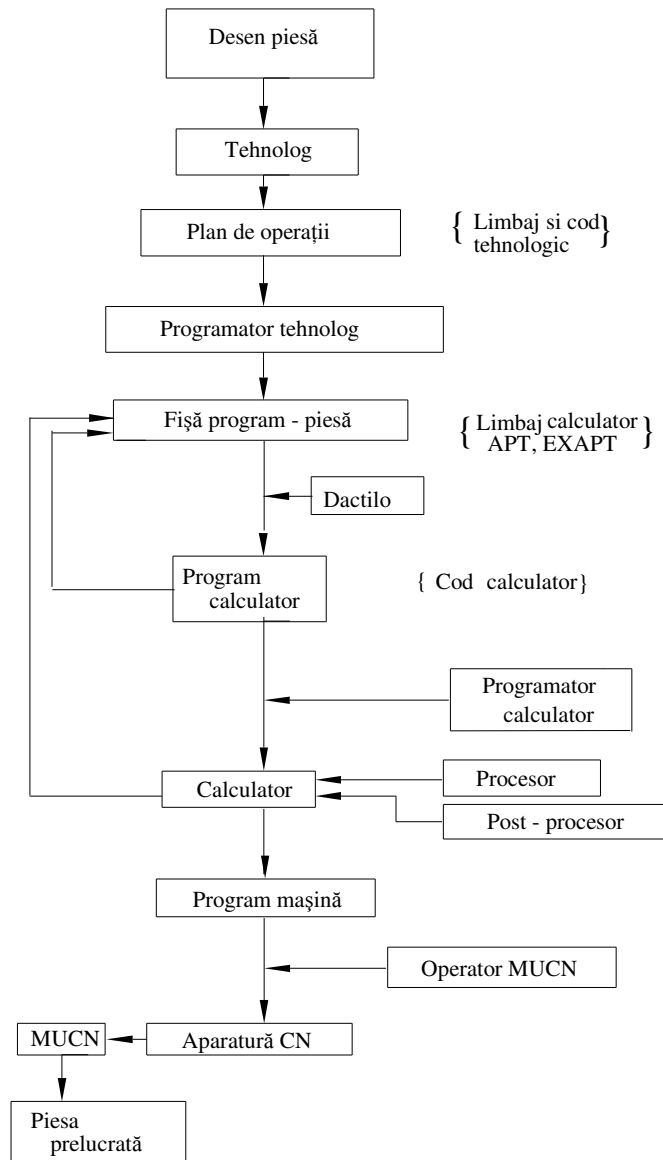 Desen piesă
Tehnolog
Plan de operații
{ Limbaj si cod }
tehnologic
Programator tehnolog
Fişă program - piesă
{ Limbaj calculator }
APT, EXAPT
Dactilo
Program
calculator
{ Cod calculator}
Programator
calculator
Calculator
Procesor
Post - procesor
Program maşină
Operator MUCN
MUCN
Aparatură CN
Piesa
prelucrată